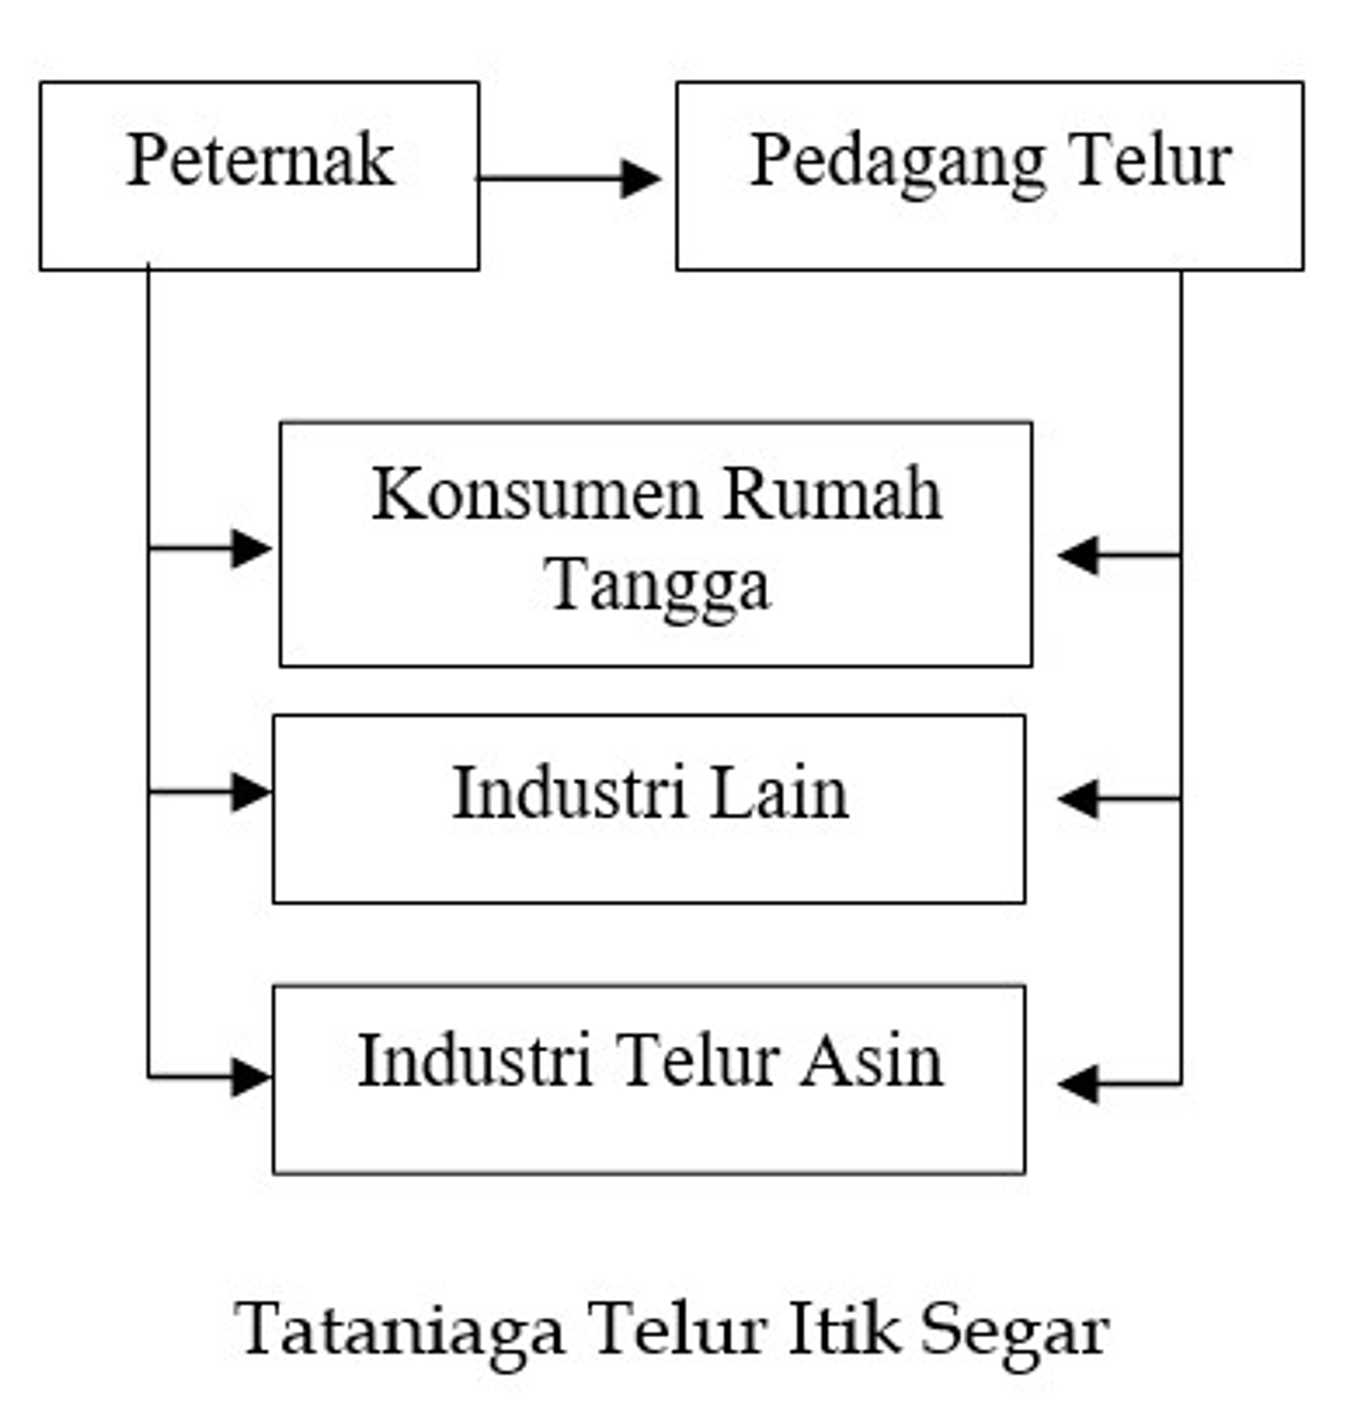 Peternak
Pedagang Telur
Konsumen Rumah
Tangga
Industri Lain
Industri Telur Asin
Tataniaga Telur Itik Segar